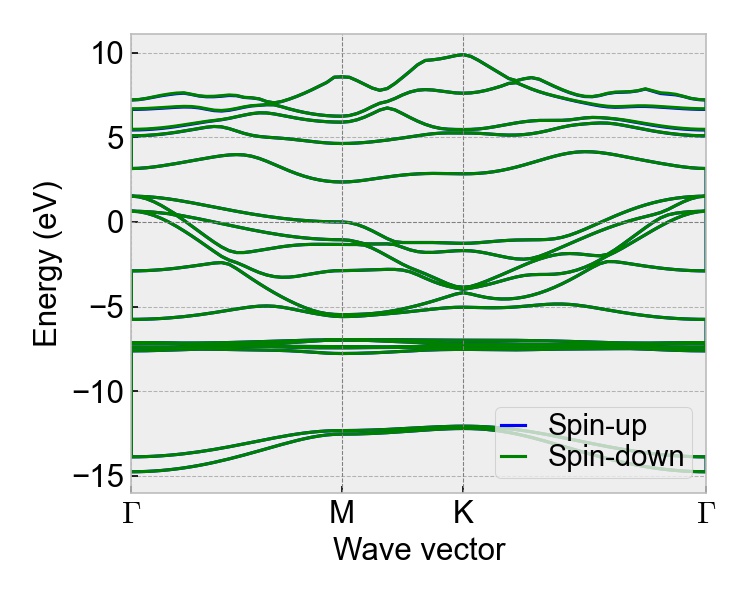 10
5
0
−5
−10
−15
Energy (eV)
Spin-up
Spin-down
Γ M K Γ
Wave vector